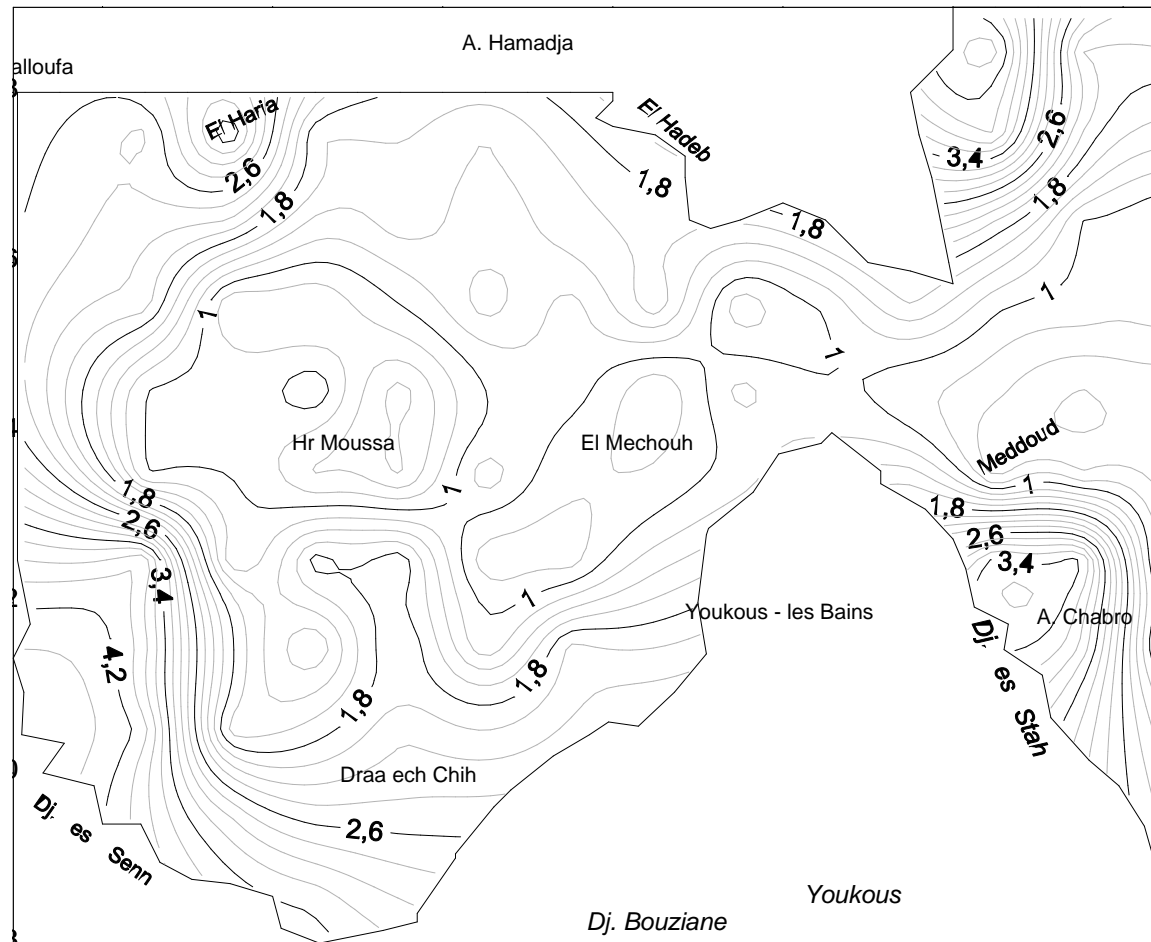 A. Hamadja
alloufa
El Haria
El Hadeb
2,6
3,4
2,6
1,8
1,8
1,8
1,8
1
1
1
Hr Moussa
El Mechouh
Meddoud
1
1
1,8
1,8
2,6
2,6
3,4
3,4
1
Youkous - les Bains
A. Chabro
4,2
1,8
1,8
Dj. es Stah
Draa ech Chih
Dj. es Senn
2,6
Youkous
Dj. Bouziane